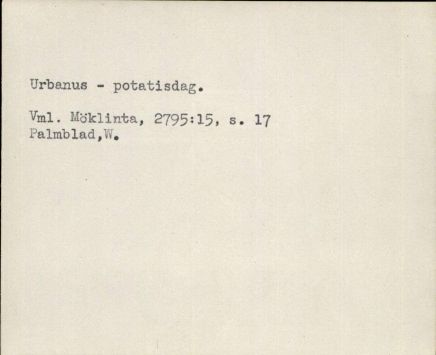 Urbanus - potatisdag.
Vml. Möklinta, 2795:15, s. 17
Palmblad,W.